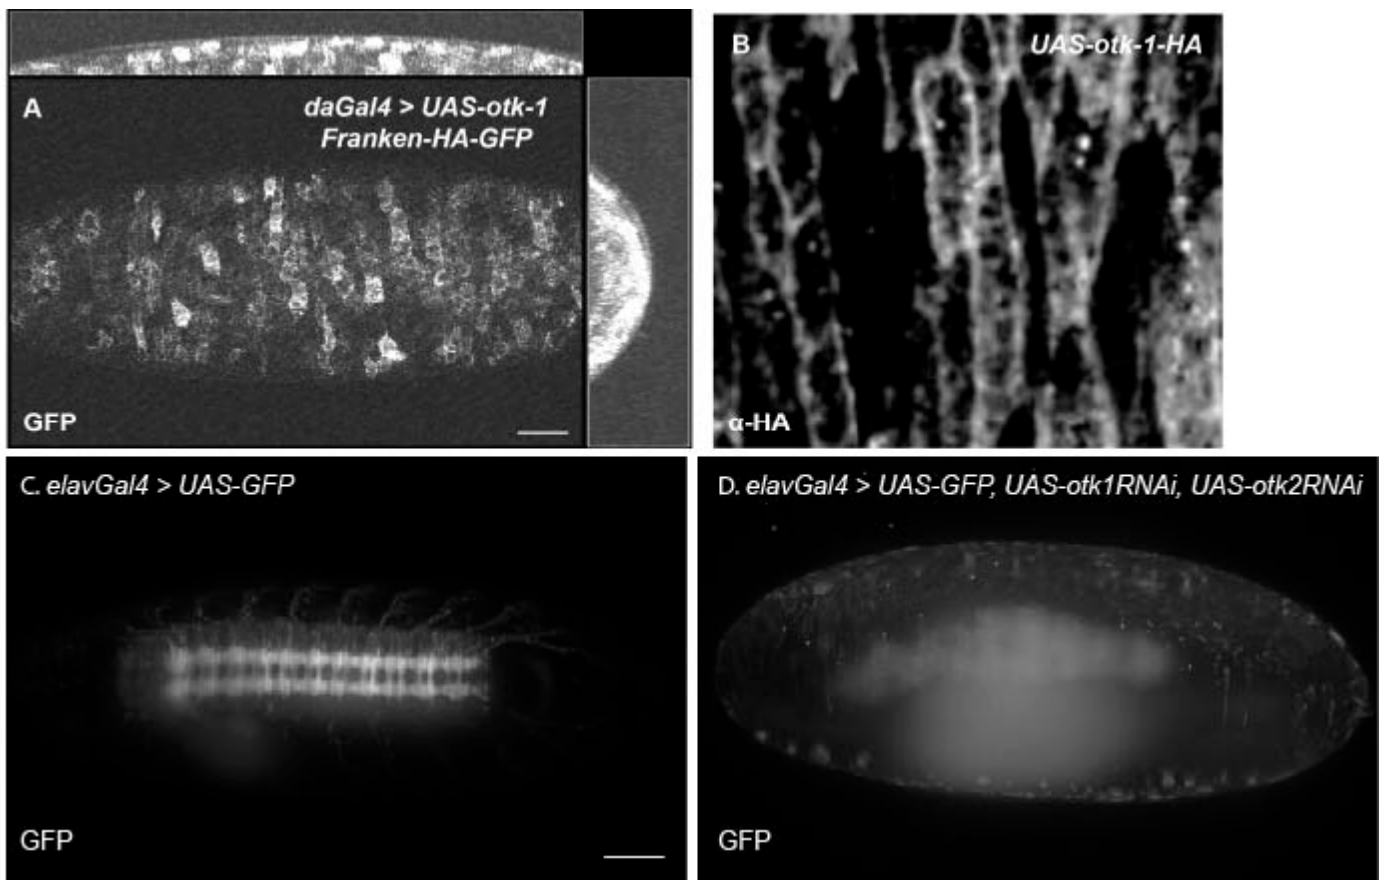 A
daGal4 > UAS-otk-1
Franken-HA-GFP
GFP
B
UAS-otk-1-HA
α-HA
C. elavGal4 > UAS-GFP
GFP
D. elavGal4 > UAS-GFP, UAS-otk1RNAi, UAS-otk2RNAi
GFP